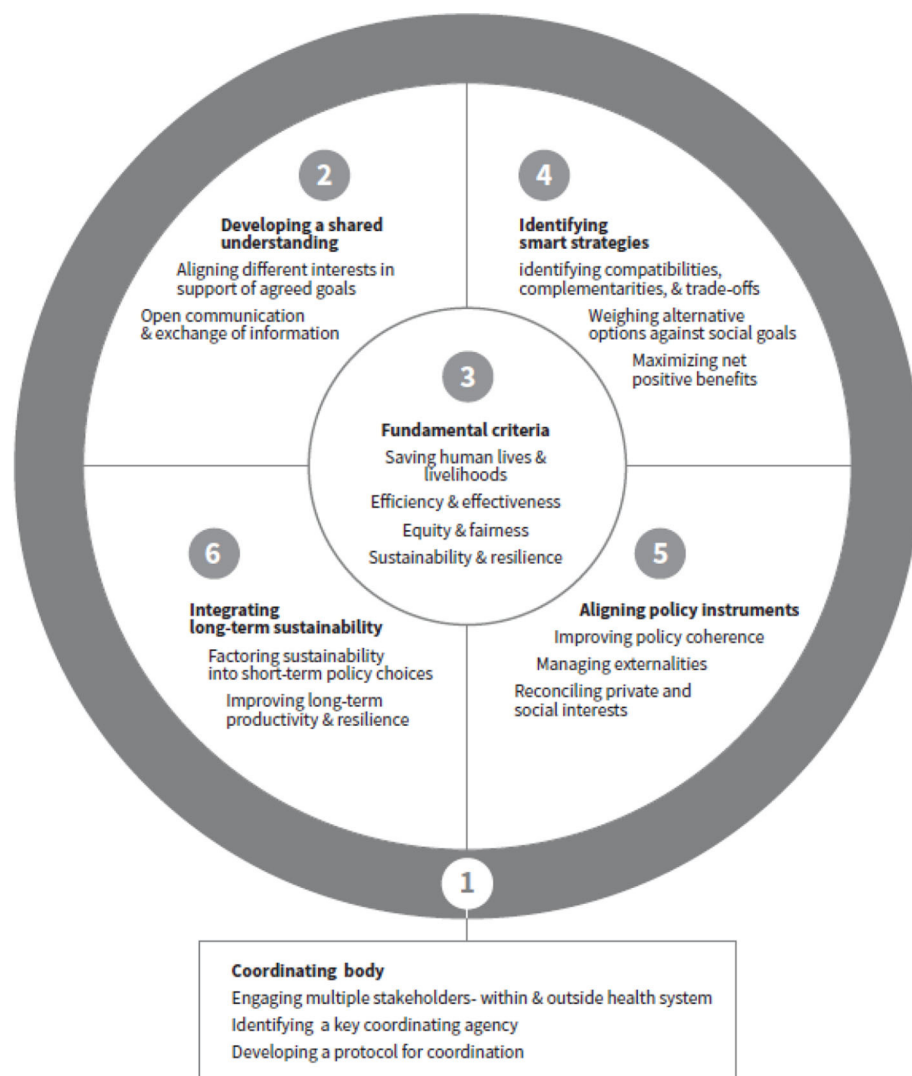 2
Developing a shared
understanding
Aligning different interests in
support of agreed goals
Open communication
& exchange of information
4
Identifying
smart strategies
identifying compatibilities,
complementarities, & trade-offs
Weighing alternative
options against social goals
Maximizing net
positive benefits
3
Fundamental criteria
Saving human lives &
livelihoods
Efficiency & effectiveness
Equity & fairness
Sustainability & resilience
6
Integrating
long-term sustainability
Factoring sustainability
into short-term policy choices
Improving long-term
productivity & resilience
5
Aligning policy instruments
Improving policy coherence
Managing externalities
Reconciling private and
social interests
1
Coordinating body
Engaging multiple stakeholders- within & outside health system
Identifying a key coordinating agency
Developing a protocol for coordination